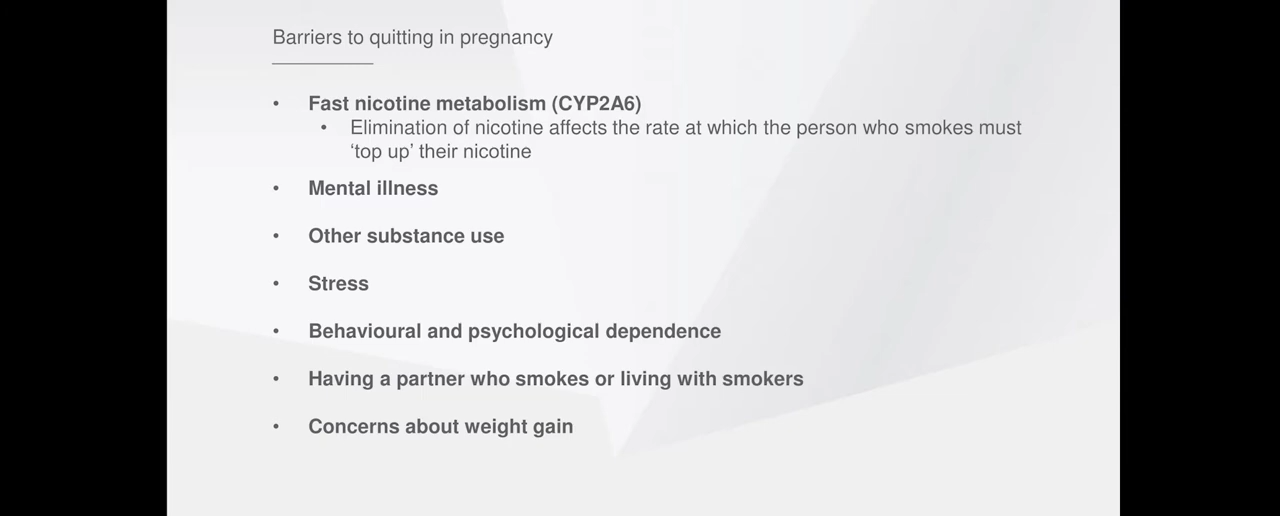 Barriers to quitting in pregnancy
• Fast nicotine metabolism (CYP2A6)
• Elimination of nicotine affects the rate at which the person who smokes must
‘top up’ their nicotine
• Mental illness
• Other substance use
• Stress
• Behavioural and psychological dependence
• Having a partner who smokes or living with smokers
• Concerns about weight gain